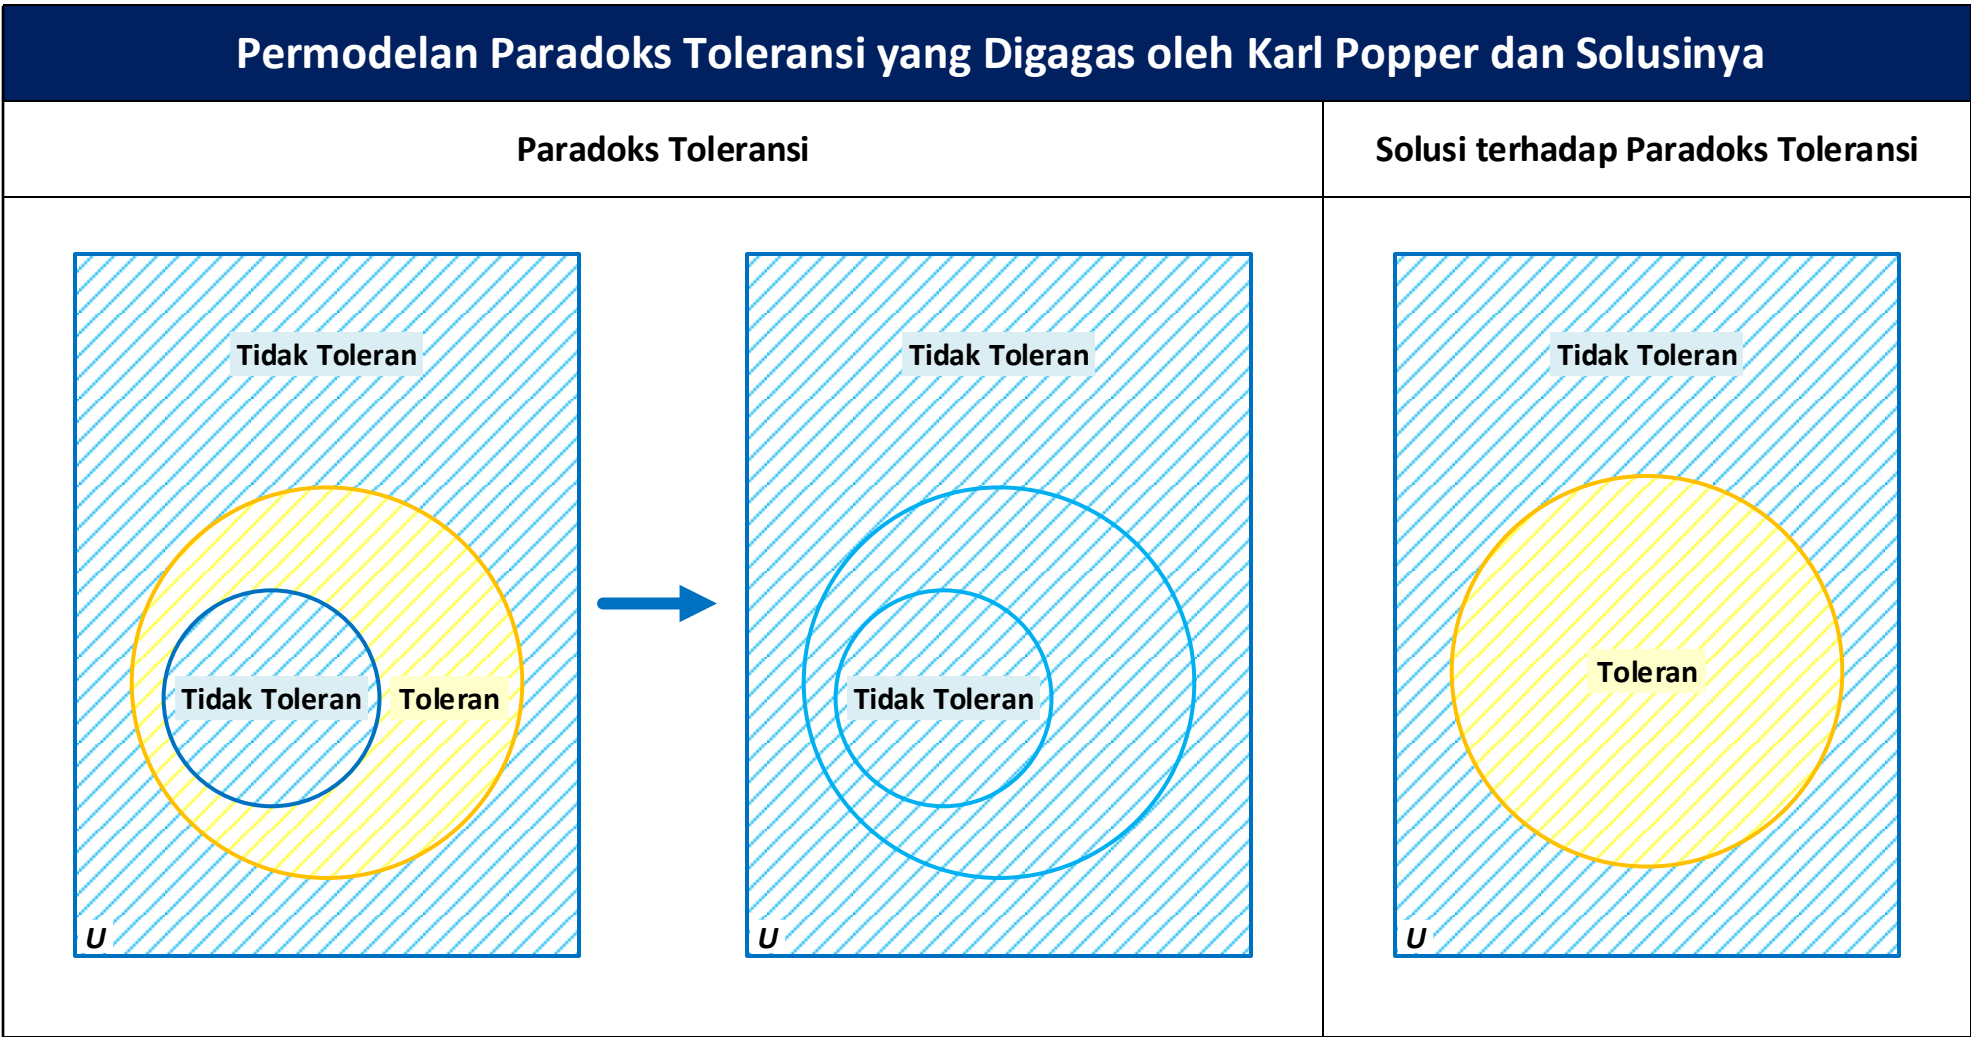 Permodelan Paradoks Toleransi yang Digagas oleh Karl Popper dan Solusinya
Paradoks Toleransi
Solusi terhadap Paradoks Toleransi
Tidak Toleran
Tidak Toleran
Toleran
U
Tidak Toleran
Tidak Toleran
U
Tidak Toleran
Toleran
U